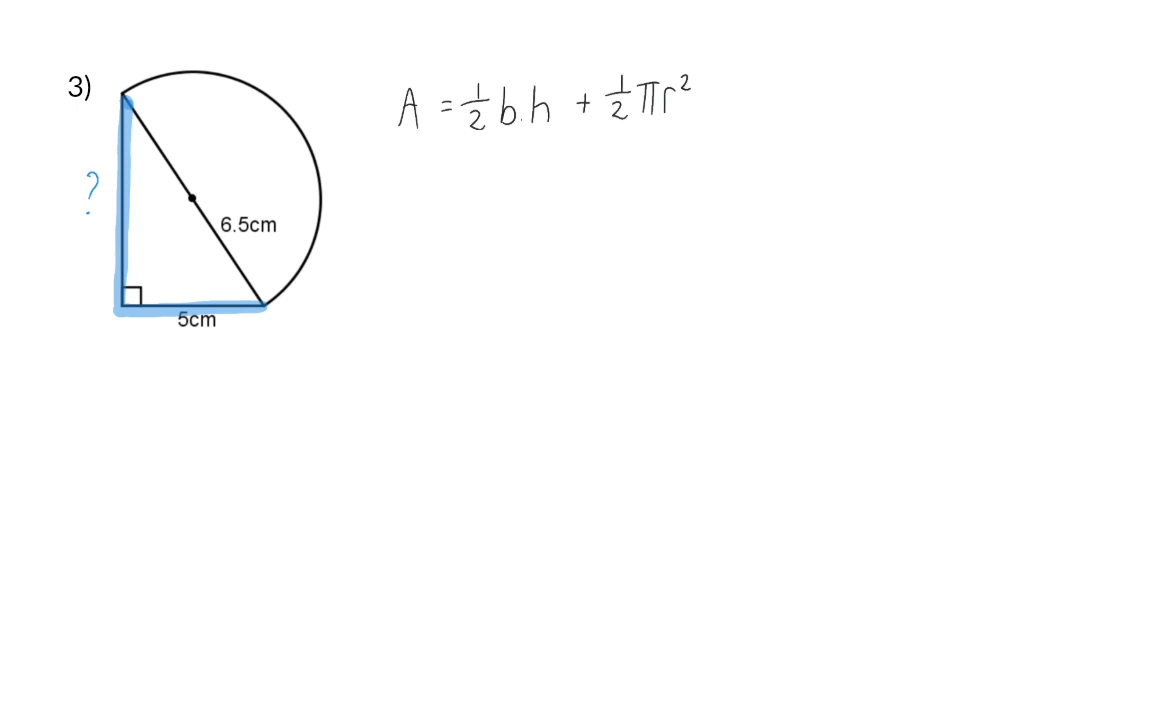 3)
A = 1/2 b.h + 1/2 πr²
?
6.5cm
5cm